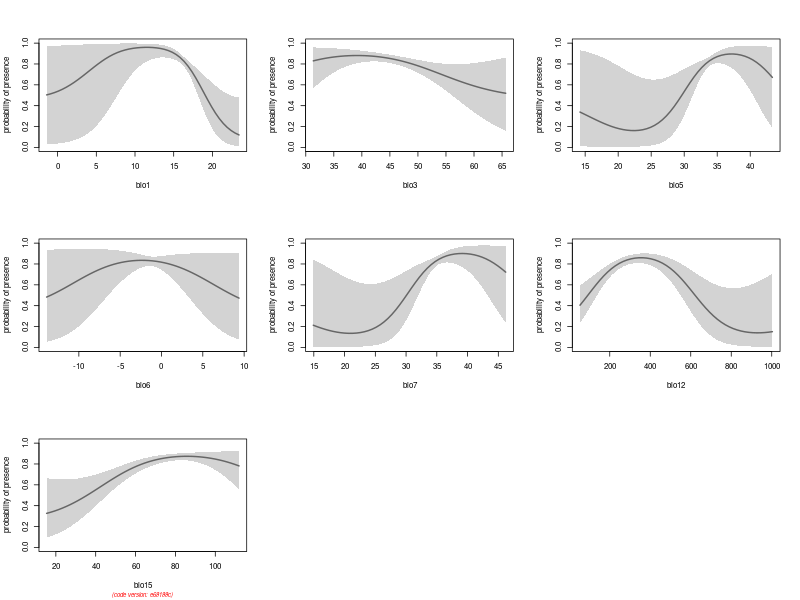 probability of presence
0.0 0.2 0.4 0.6 0.8 1.0
0 5 10 15 20
bio1
probability of presence
0.0 0.2 0.4 0.6 0.8 1.0
30 35 40 45 50 55 60 65
bio3
probability of presence
0.0 0.2 0.4 0.6 0.8 1.0
15 20 25 30 35 40
bio5
probability of presence
0.0 0.2 0.4 0.6 0.8 1.0
-10 -5 0 5 10
bio6
probability of presence
0.0 0.2 0.4 0.6 0.8 1.0
15 20 25 30 35 40 45
bio7
probability of presence
0.0 0.2 0.4 0.6 0.8 1.0
200 400 600 800 1000
bio12
probability of presence
0.0 0.2 0.4 0.6 0.8 1.0
20 40 60 80 100
bio15
(code version: